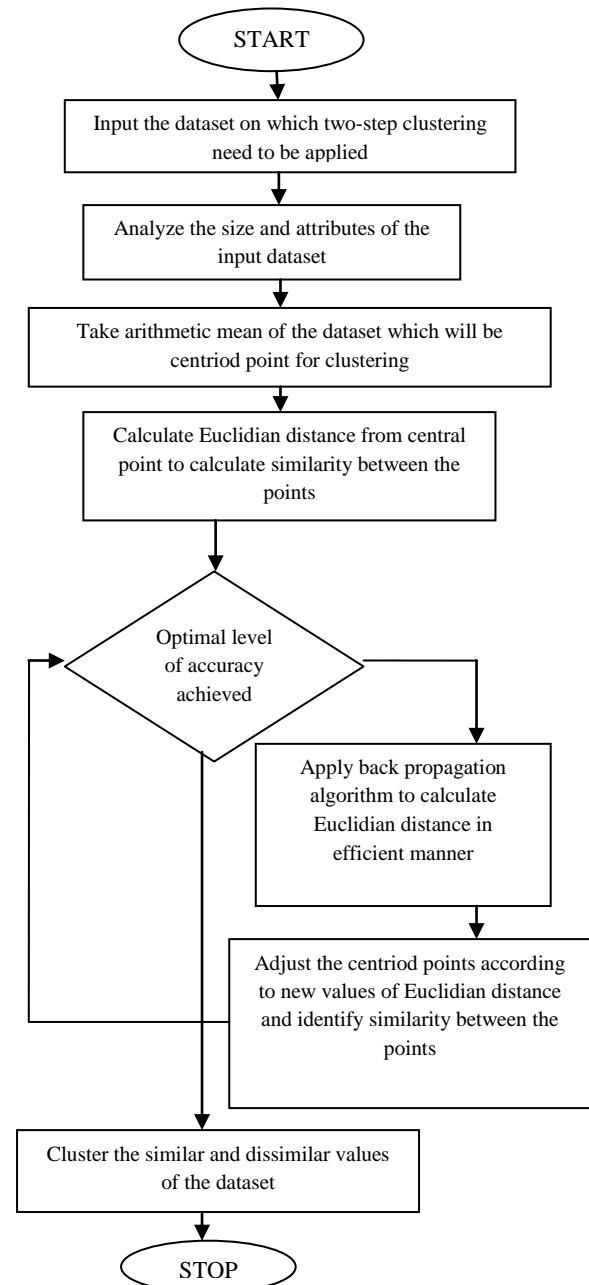 START
Input the dataset on which two-step clustering
need to be applied
Analyze the size and attributes of the
input dataset
Take arithmetic mean of the dataset which will be
centriod point for clustering
Calculate Euclidian distance from central
point to calculate similarity between the
points
Optimal level
of accuracy
achieved
Apply back propagation
algorithm to calculate
Euclidian distance in
efficient manner
Adjust the centriod points according
to new values of Euclidian distance
and identify similarity between the
points
Cluster the similar and dissimilar values
of the dataset
STOP